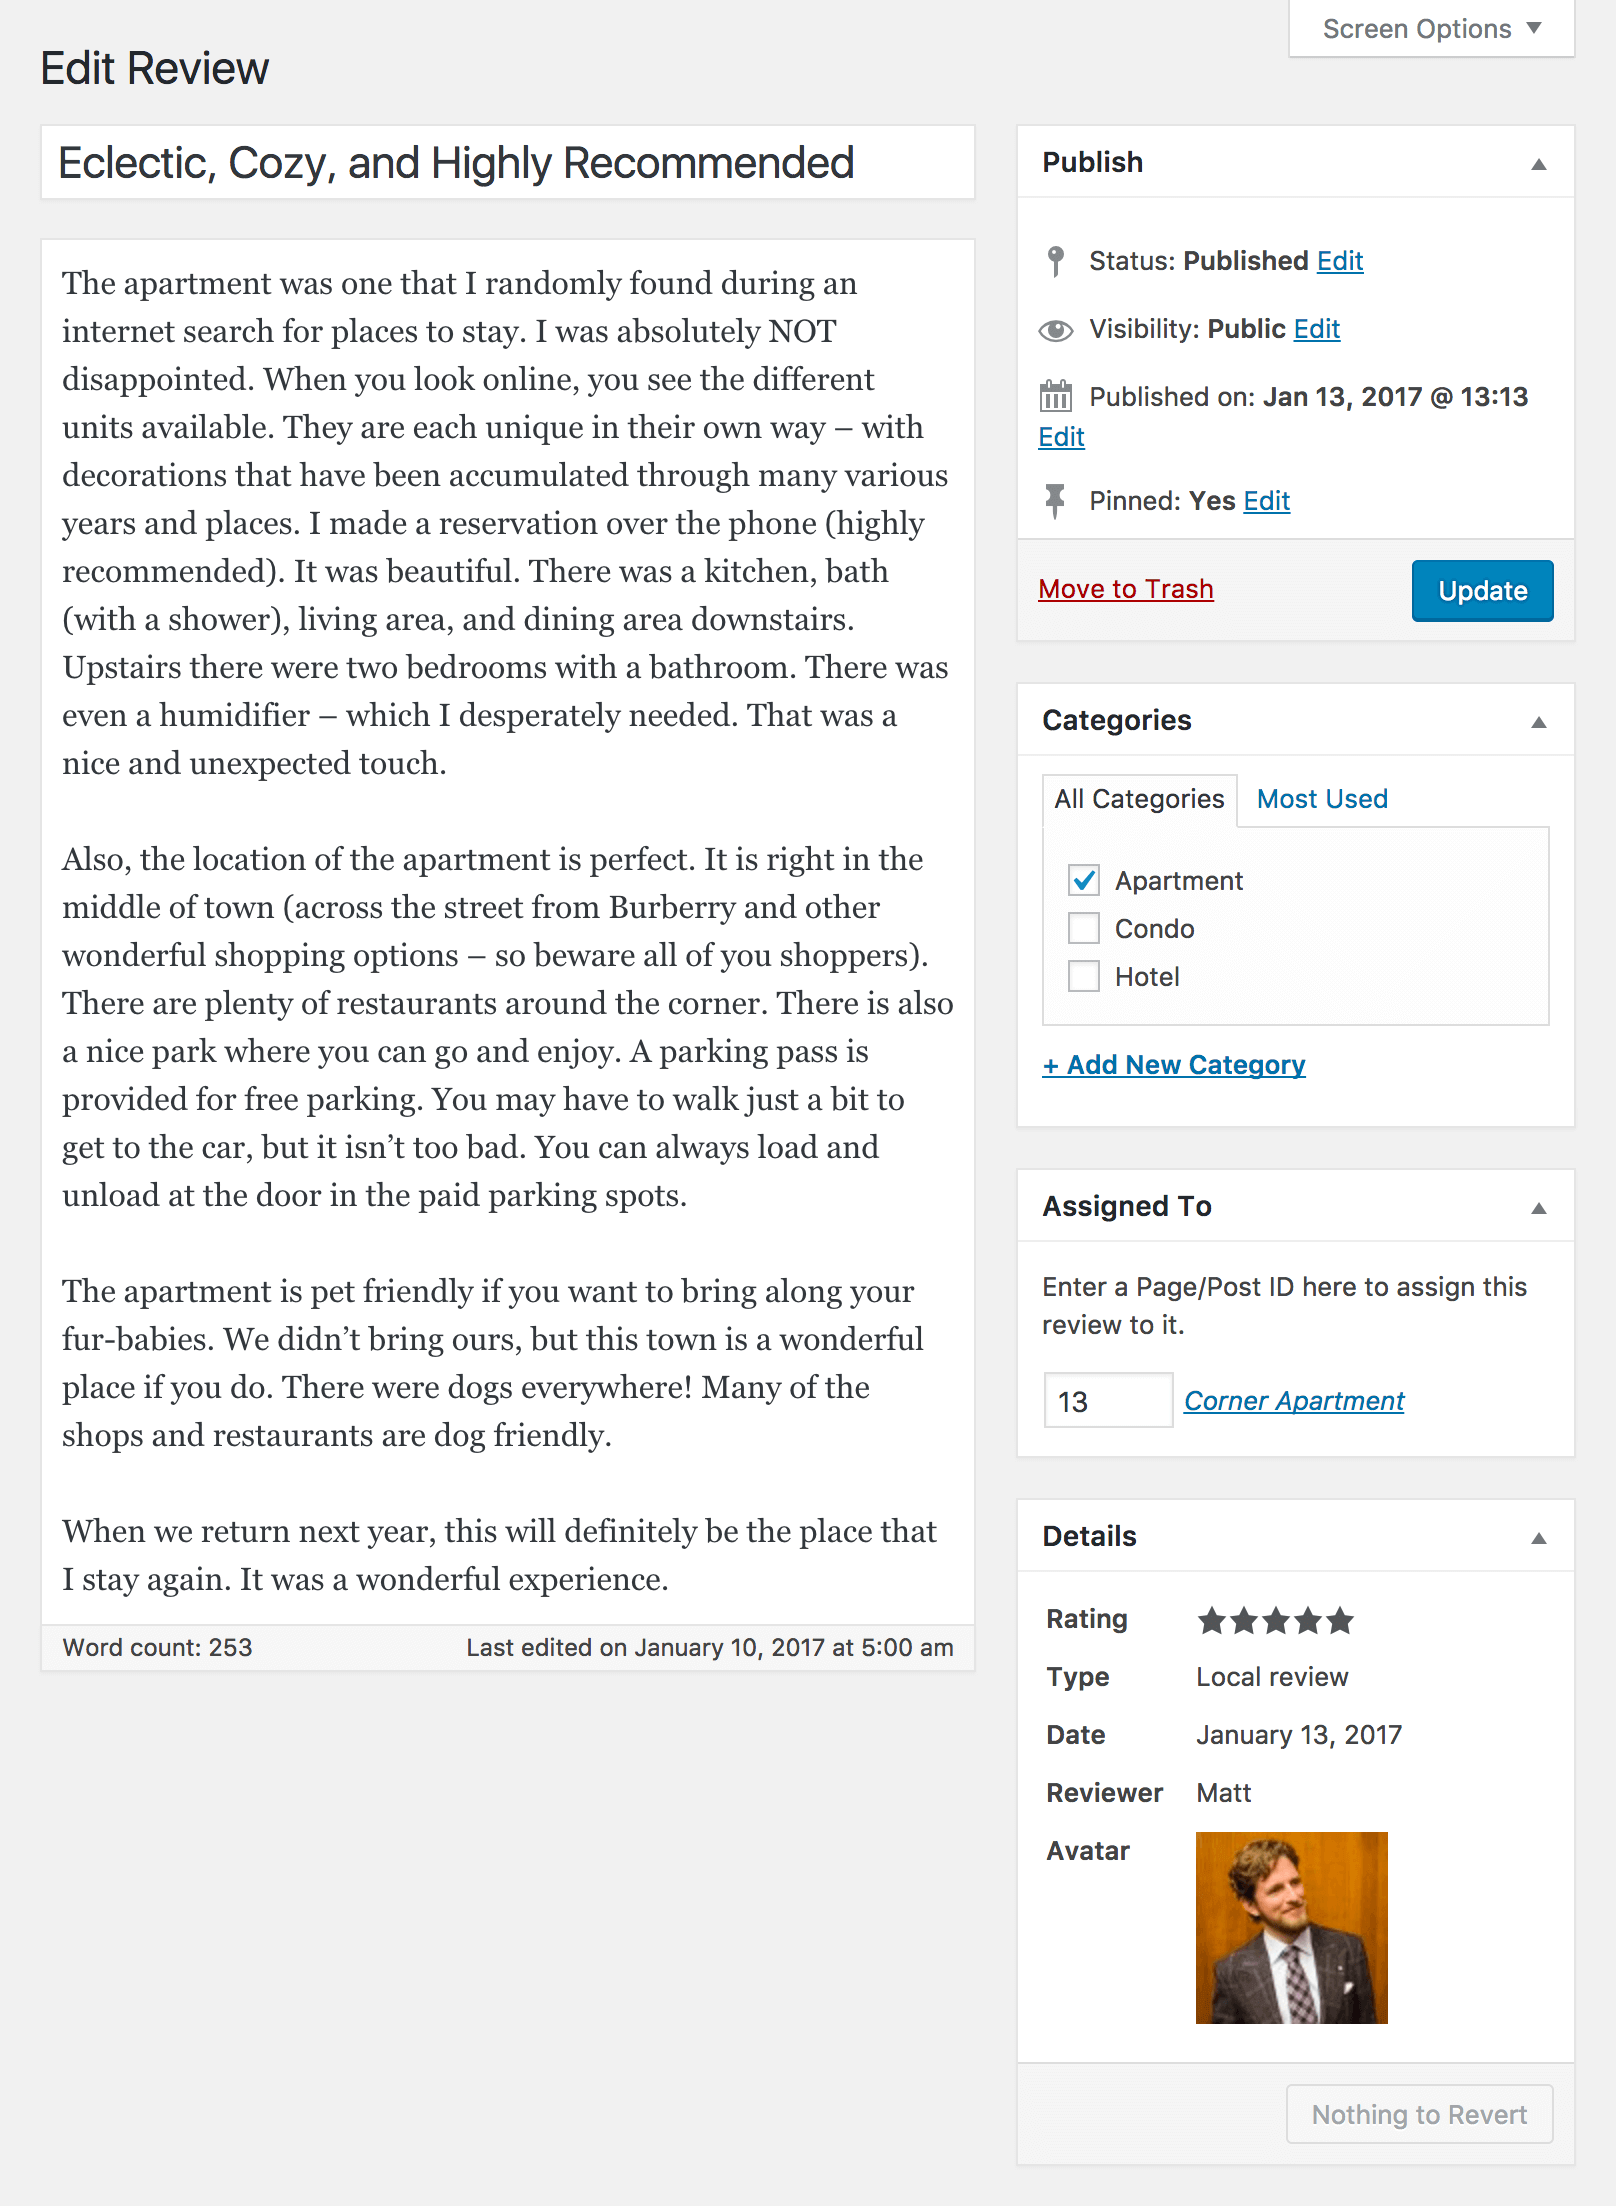 Screen Options
Edit Review
Eclectic, Cozy, and Highly Recommended
The apartment was one that I randomly found during an
internet search for places to stay. I was absolutely NOT
disappointed. When you look online, you see the different
units available. They are each unique in their own way – with
decorations that have been accumulated through many various
years and places. I made a reservation over the phone (highly
recommended). It was beautiful. There was a kitchen, bath
(with a shower), living area, and dining area downstairs.
Upstairs there were two bedrooms with a bathroom. There was
even a humidifier – which I desperately needed. That was a
nice and unexpected touch.
Also, the location of the apartment is perfect. It is right in the
middle of town (across the street from Burberry and other
wonderful shopping options – so beware all of you shoppers).
There are plenty of restaurants around the corner. There is also
a nice park where you can go and enjoy. A parking pass is
provided for free parking. You may have to walk just a bit to
get to the car, but it isn’t too bad. You can always load and
unload at the door in the paid parking spots.
The apartment is pet friendly if you want to bring along your
fur-babies. We didn’t bring ours, but this town is a wonderful
place if you do. There were dogs everywhere! Many of the
shops and restaurants are dog friendly.
When we return next year, this will definitely be the place that
I stay again. It was a wonderful experience.
Word count: 253
Last edited on January 10, 2017 at 5:00 am
Publish
Status: Published Edit
Visibility: Public Edit
Published on: Jan 13, 2017 @ 13:13
Edit
Pinned: Yes Edit
Move to Trash
Update
Categories
All Categories
Most Used
Apartment
Condo
Hotel
+ Add New Category
Assigned To
Enter a Page/Post ID here to assign this
review to it.
13
Corner Apartment
Details
Rating
Type Local review
Date January 13, 2017
Reviewer Matt
Avatar
Nothing to Revert